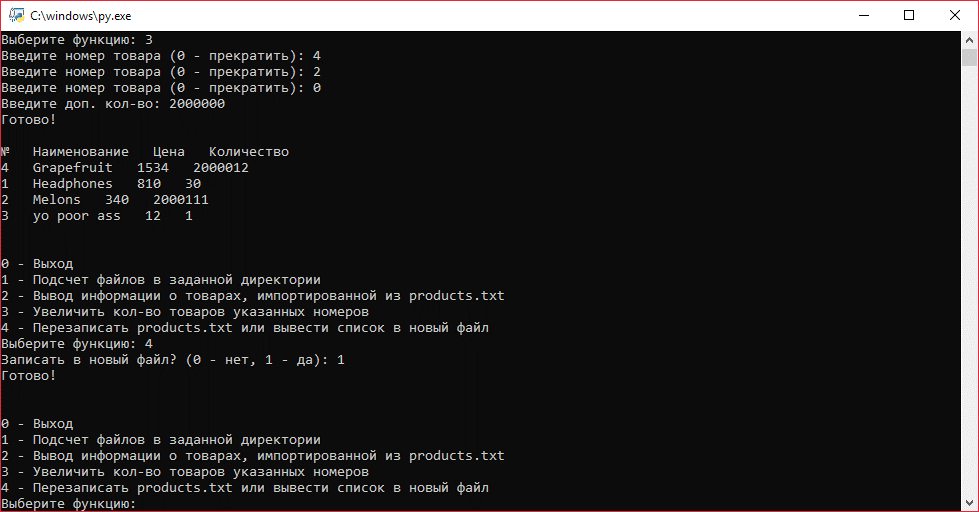 C:\windows\py.exe
Выберите функцию: 3
Введите номер товара (0 - прекратить): 4
Введите номер товара (0 - прекратить): 2
Введите номер товара (0 - прекратить): 0
Введите доп. кол-во: 2000000
Готово!
№   Наименование   Цена   Количество
4   Grapefruit   1534   2000012
1   Headphones   810   30
2   Melons   340   2000111
3   yo poor ass   12   1
0 - Выход
1 - Подсчет файлов в заданной директории
2 - Вывод информации о товарах, импортированной из products.txt
3 - Увеличить кол-во товаров указанных номеров
4 - Перезаписать products.txt или вывести список в новый файл
Выберите функцию: 4
Записать в новый файл? (0 - нет, 1 - да): 1
Готово!
0 - Выход
1 - Подсчет файлов в заданной директории
2 - Вывод информации о товарах, импортированной из products.txt
3 - Увеличить кол-во товаров указанных номеров
4 - Перезаписать products.txt или вывести список в новый файл
Выберите функцию: